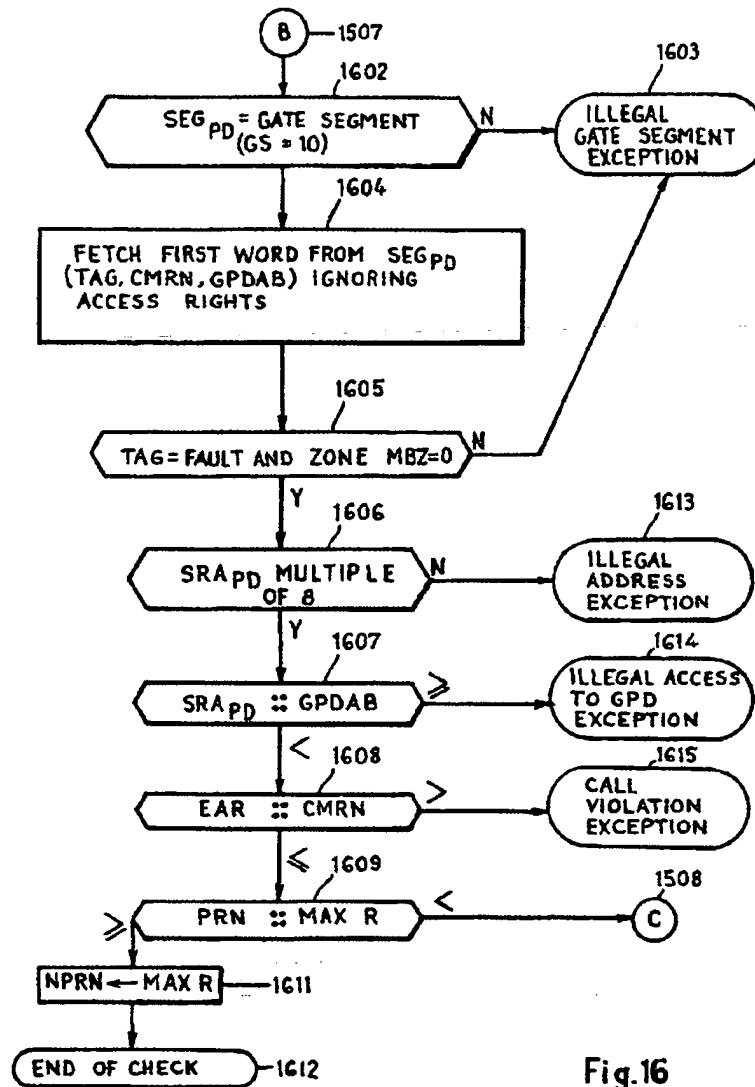 B
1507
1602
1603
SEG PD = GATE SEGMENT
(GS = 10)
N
ILLEGAL
GATE SEGMENT
EXCEPTION
1604
FETCH FIRST WORD FROM SEG PD
(TAG, CMRN, GPDAB) IGNORING
ACCESS RIGHTS
1605
TAG=FAULT AND ZONE MBZ=0
N
Y
1606
1613
SRA PD MULTIPLE
OF 8
N
ILLEGAL
ADDRESS
EXCEPTION
Y
1607
1614
SRA PD :: GPDAB
≥
ILLEGAL ACCESS
TO GPD
EXCEPTION
<
1608
1615
EAR :: CMRN
>
CALL
VIOLATION
EXCEPTION
≤
1609
1508
PRN :: MAX R
<
C
≥
NPRN ← MAX R
1611
END OF CHECK
1612
Fig.16